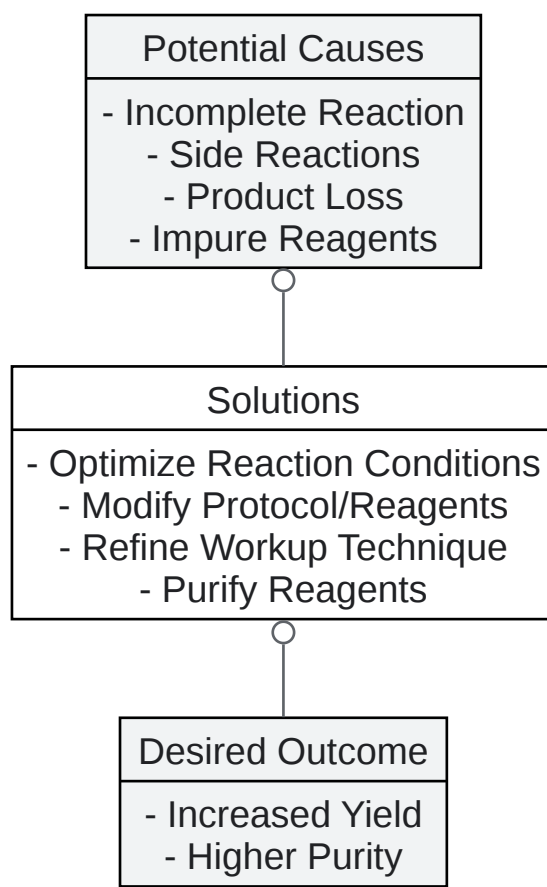 Potential Causes
- Incomplete Reaction
- Side Reactions
- Product Loss
- Impure Reagents
Solutions
- Optimize Reaction Conditions
- Modify Protocol/Reagents
- Refine Workup Technique
- Purify Reagents
Desired Outcome
- Increased Yield
- Higher Purity